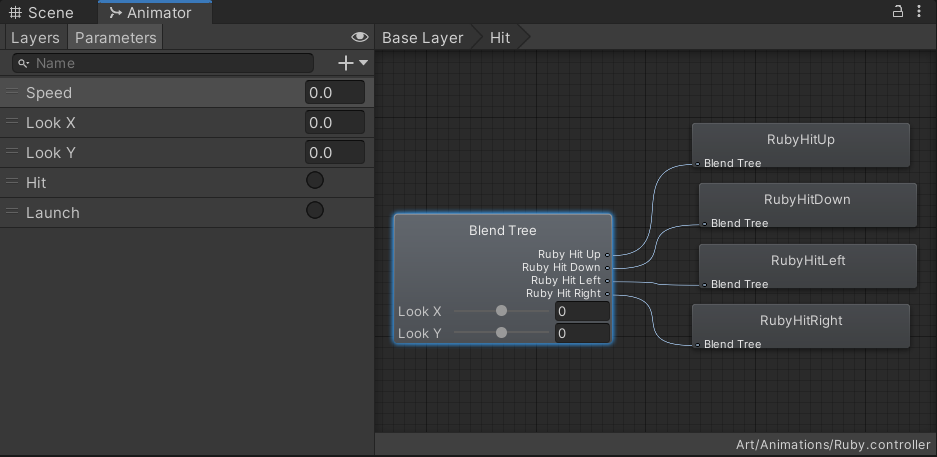 Scene
Animator
Layers
Parameters
Name
Speed 0.0
Look X 0.0
Look Y 0.0
Hit
Launch
Base Layer
Hit
Blend Tree
Ruby Hit Up
Ruby Hit Down
Ruby Hit Left
Ruby Hit Right
Look X 0
Look Y 0
RubyHitUp
Blend Tree
RubyHitDown
Blend Tree
RubyHitLeft
Blend Tree
RubyHitRight
Blend Tree
Art/Animations/Ruby.controller